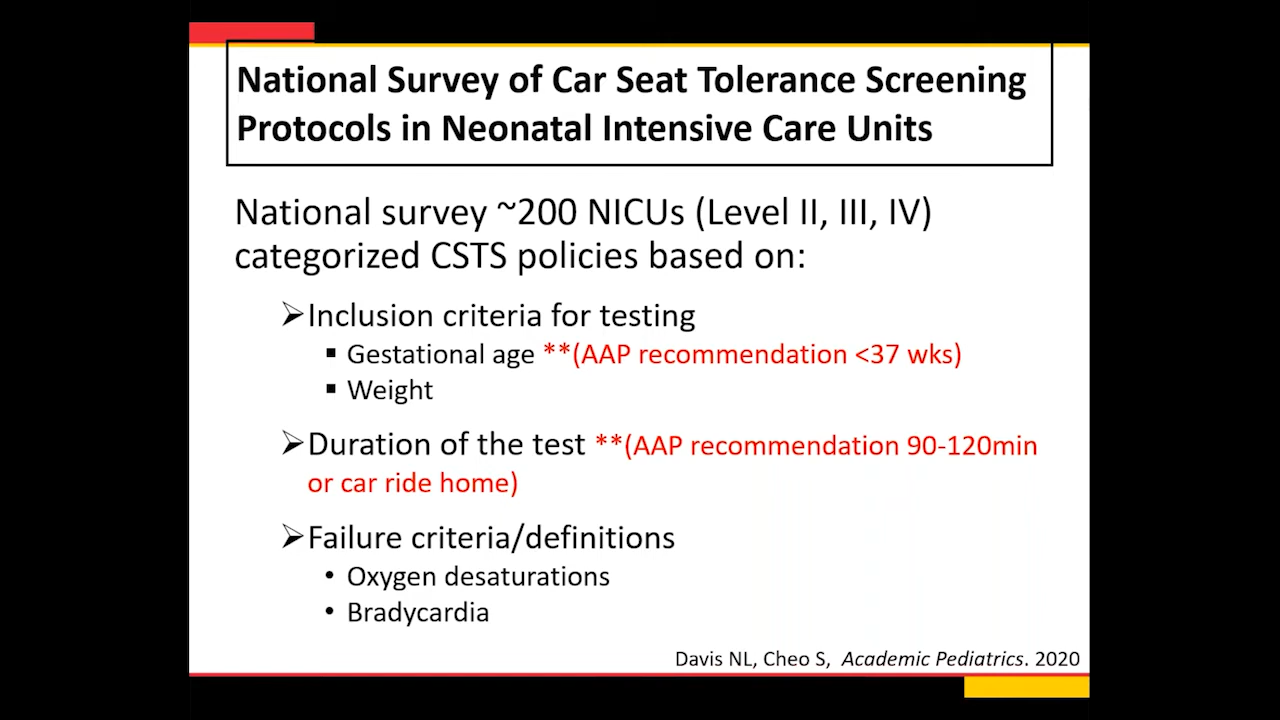 National Survey of Car Seat Tolerance Screening
Protocols in Neonatal Intensive Care Units
National survey ~200 NICUs (Level II, III, IV)
categorized CSTS policies based on:
➢Inclusion criteria for testing
▪ Gestational age **(AAP recommendation <37 wks)
▪ Weight
➢Duration of the test **(AAP recommendation 90-120min
or car ride home)
➢Failure criteria/definitions
• Oxygen desaturations
• Bradycardia
Davis NL, Cheo S, Academic Pediatrics. 2020